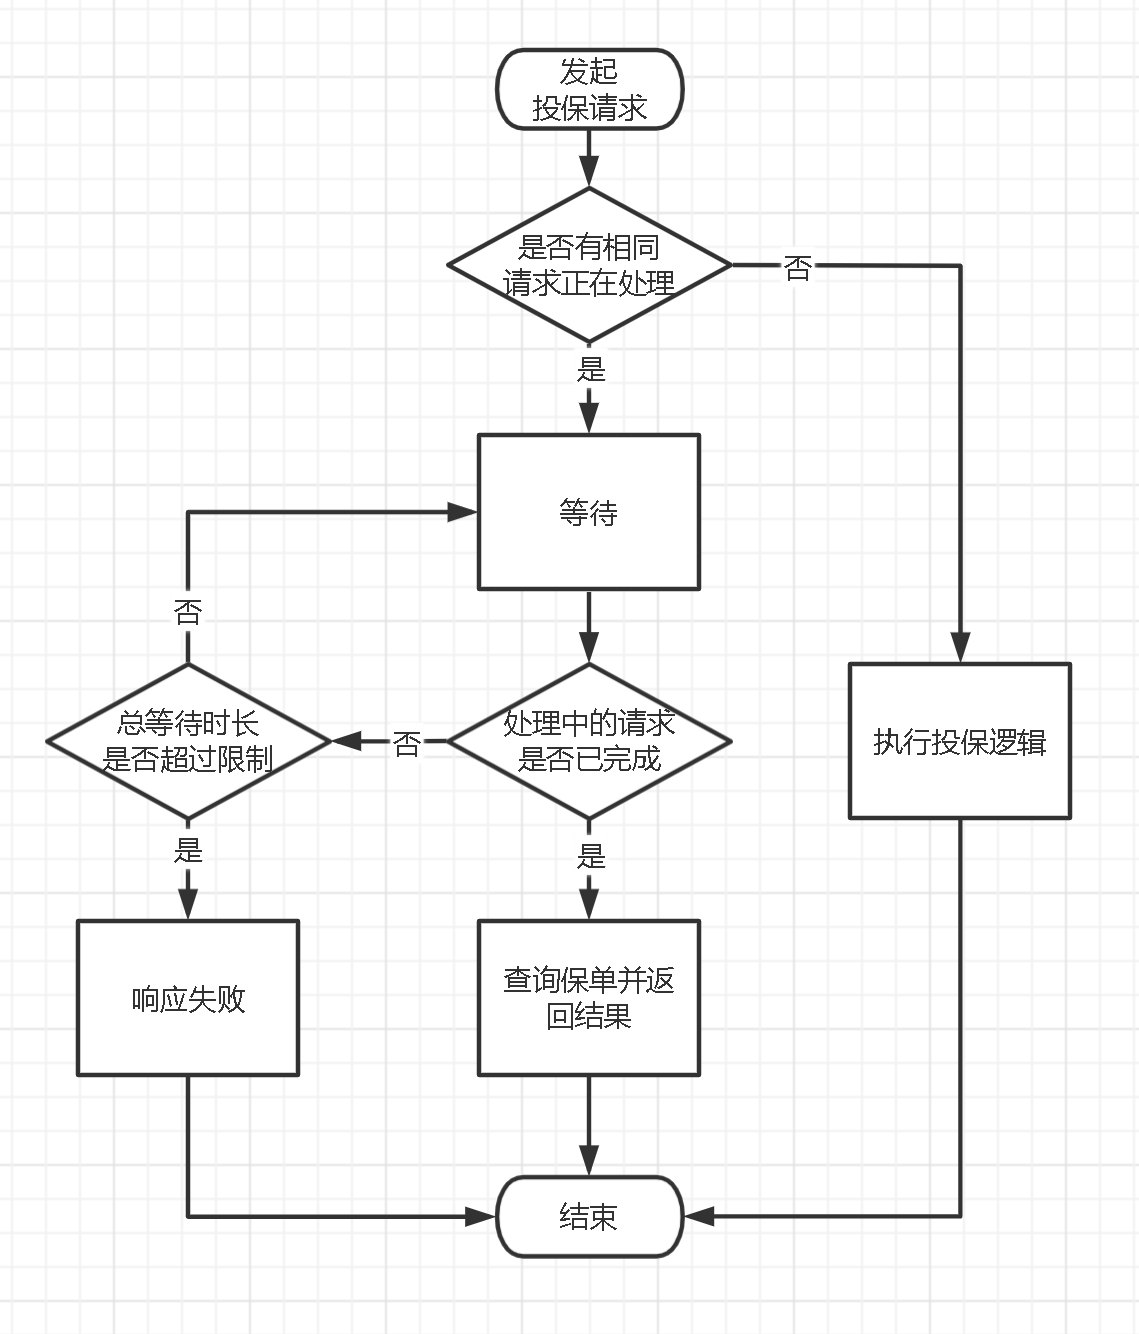 发起
投保请求
是否有相同
请求正在处理
否
是
等待
否
总等待时长
是否超过限制
否
处理中的请求
是否已完成
执行投保逻辑
是
是
响应失败
查询保单并返
回结果
结束